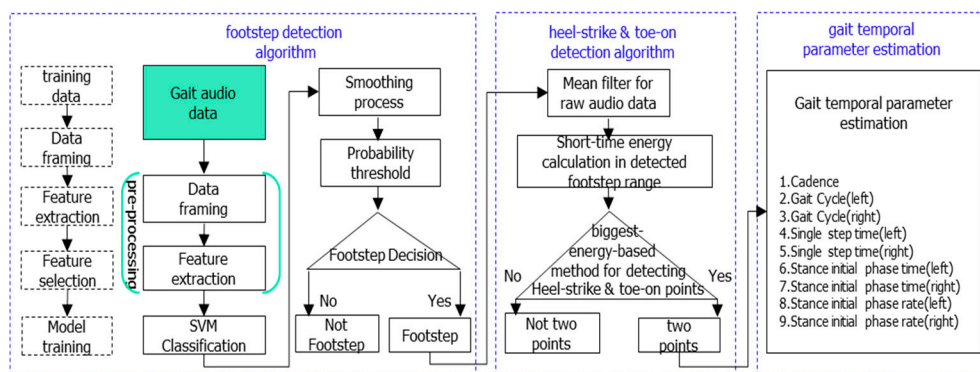 footstep detection
algorithm
training
data
Data
framing
Feature
extraction
Feature
selection
Model
training
Gait audio
data
pre-processing
Data
framing
Feature
extraction
SVM
Classification
Smoothing
process
Probability
threshold
Footstep Decision
No
Yes
Not
Footstep
Footstep
heel-strike & toe-on
detection algorithm
Mean filter for
raw audio data
Short-time energy
calculation in detected
footstep range
biggest-
energy-based
method for detecting
Heel-strike & toe-on points
No
Yes
Not two
points
two
points
gait temporal
parameter estimation
Gait temporal parameter
estimation
1.Cadence
2.Gait Cycle(left)
3.Gait Cycle(right)
4.Single step time(left)
5.Single step time(right)
6.Stance initial phase time(left)
7.Stance initial phase time(right)
8.Stance initial phase rate(left)
9.Stance initial phase rate(right)